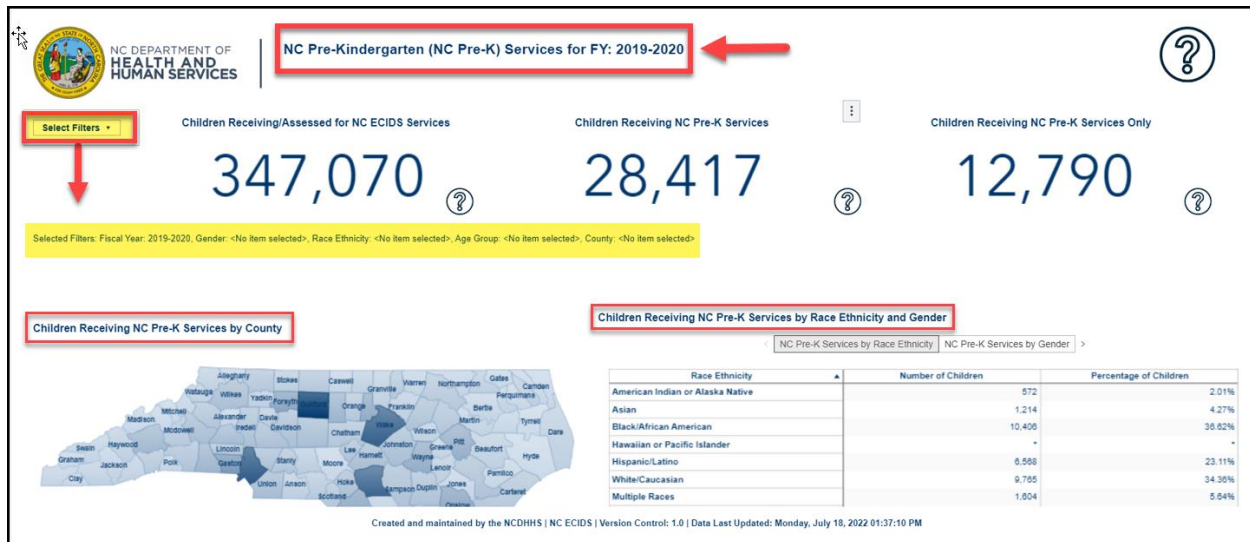 NC DEPARTMENT OF
HEALTH AND
HUMAN SERVICES
NC Pre-Kindergarten (NC Pre-K) Services for FY: 2019-2020
Select Filters
Children Receiving/Assessed for NC ECIDS Services
347,070
Children Receiving NC Pre-K Services
28,417
Children Receiving NC Pre-K Services Only
12,790
Selected Filters: Fiscal Year: 2019-2020, Gender: <No item selected>, Race Ethnicity: <No item selected>, Age Group: <No item selected>, County: <No item selected>
Children Receiving NC Pre-K Services by County
Alleghany Stokes Caswell Granville Warren Northampton Gates Camden
Watauga Wilkes Yadkin Forsyth Guilford Orange Franklin Bertie Perquimans
Madison Mitchell Alexander Davie Wake Martin Tyrrell
Mcdowell Iredell Davidson Chatham Wilson Dare
Swain Haywood Lincoln Lee Johnston Greene Pitt Beaufort
Graham Jackson Polk Gaston Stanly Moore Harnett Wayne Lenoir Hyde
Clay Union Anson Hoke Sampson Duplin Jones Pamlico
Scotland Onslow Carteret
Children Receiving NC Pre-K Services by Race Ethnicity and Gender
NC Pre-K Services by Race Ethnicity NC Pre-K Services by Gender
Race Ethnicity Number of Children Percentage of Children
American Indian or Alaska Native 572 2.01%
Asian 1,214 4.27%
Black/African American 10,406 36.62%
Hawaiian or Pacific Islander * *
Hispanic/Latino 6,568 23.11%
White/Caucasian 9,765 34.36%
Multiple Races 1,604 5.64%
Created and maintained by the NCDHHS | NC ECIDS | Version Control: 1.0 | Data Last Updated: Monday, July 18, 2022 01:37:10 PM